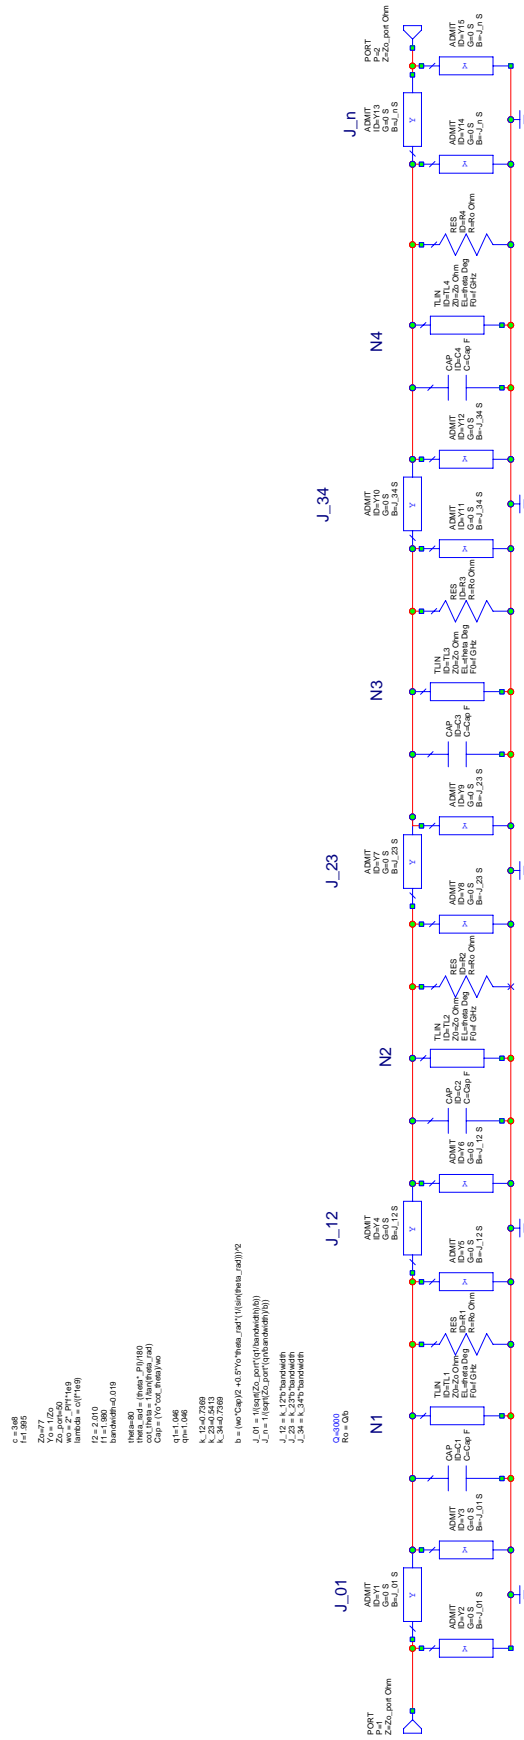 c = 3e8
f=1.995
Zo=77
Yo = 1/Zo
Zo_port=50
wo = 2*_PI*f*1e9
lambda = c/(f*1e9)
f2 = 2.010
f1 =1.980
bandwidth=0.019
theta=80
theta_rad = (theta*_PI)/180
cot_theta = 1/tan(theta_rad)
Cap = (Yo*cot_theta)/wo
q1=1.046
qn=1.046
k_12=0.7369
k_23=0.5413
k_34=0.7369
b = (wo*Cap)/2 +0.5*Yo*theta_rad*(1/(sin(theta_rad)))^2
J_01 = 1/(sqrt(Zo_port*(q1/bandwidth)/b))
J_n = 1/(sqrt(Zo_port*(qn/bandwidth)/b))
J_12 = k_12*b*bandwidth
J_23 = k_23*b*bandwidth
J_34 = k_34*b*bandwidth
Q=3000
Ro = Q/b
PORT
P=1
Z=Zo_port Ohm
J_01
ADMIT
ID=Y1
G=0 S
B=J_01 S
ADMIT
ID=Y2
G=0 S
B=-J_01 S
ADMIT
ID=Y3
G=0 S
B=-J_01 S
N1
CAP
ID=C1
C=Cap F
TLIN
ID=TL1
Z0=Zo Ohm
EL=theta Deg
F0=f GHz
RES
ID=R1
R=Ro Ohm
J_12
ADMIT
ID=Y4
G=0 S
B=J_12 S
ADMIT
ID=Y5
G=0 S
B=-J_12 S
ADMIT
ID=Y6
G=0 S
B=-J_12 S
N2
CAP
ID=C2
C=Cap F
TLIN
ID=TL2
Z0=Zo Ohm
EL=theta Deg
F0=f GHz
RES
ID=R2
R=Ro Ohm
J_23
ADMIT
ID=Y7
G=0 S
B=J_23 S
ADMIT
ID=Y8
G=0 S
B=-J_23 S
ADMIT
ID=Y9
G=0 S
B=-J_23 S
N3
CAP
ID=C3
C=Cap F
TLIN
ID=TL3
Z0=Zo Ohm
EL=theta Deg
F0=f GHz
RES
ID=R3
R=Ro Ohm
J_34
ADMIT
ID=Y10
G=0 S
B=J_34 S
ADMIT
ID=Y11
G=0 S
B=-J_34 S
ADMIT
ID=Y12
G=0 S
B=-J_34 S
N4
CAP
ID=C4
C=Cap F
TLIN
ID=TL4
Z0=Zo Ohm
EL=theta Deg
F0=f GHz
RES
ID=R4
R=Ro Ohm
J_n
ADMIT
ID=Y13
G=0 S
B=J_n S
ADMIT
ID=Y14
G=0 S
B=-J_n S
ADMIT
ID=Y15
G=0 S
B=-J_n S
PORT
P=2
Z=Zo_port Ohm